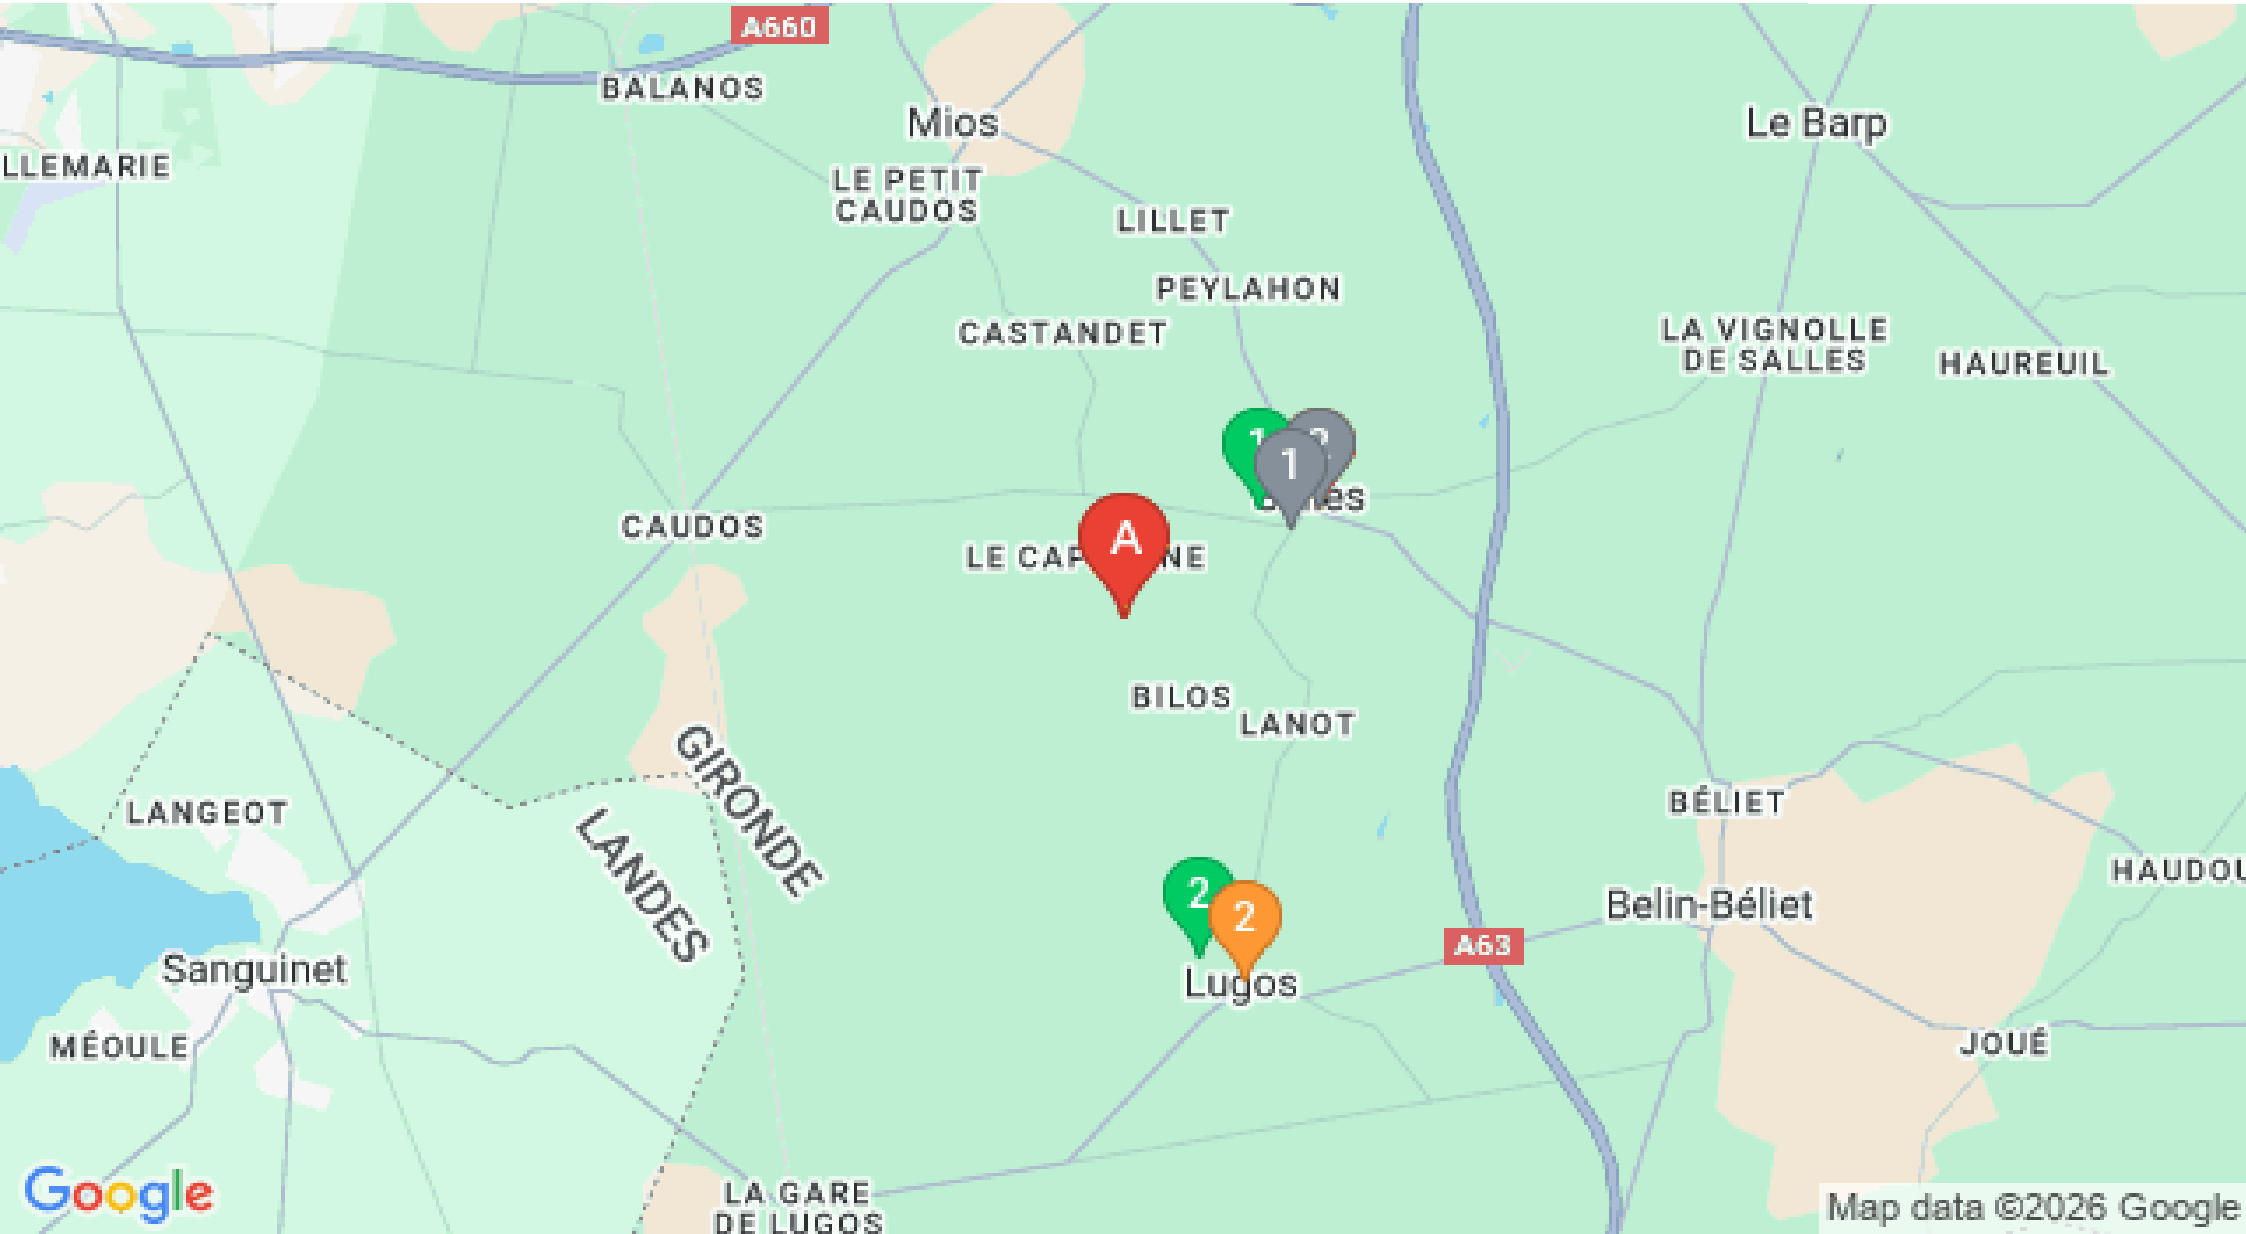 A660
BALANOS
Mios
Le Barp
LLEMARIE
LE PETIT
CAUDOS
LILLET
PEYLAHON
CASTANDET
LA VIGNOLLE
DE SALLES
HAUREUIL
1
1
CAUDOS
A
BILOS
LANOT
GIRONDE
LANDES
LANGEOT
BÉLIET
HAUDOU
2
2
Belin-Béliet
A63
Sanguinet
Lugos
MÉOULE
JOUÉ
LA GARE
DE LUGOS
Google
Map data ©2026 Google